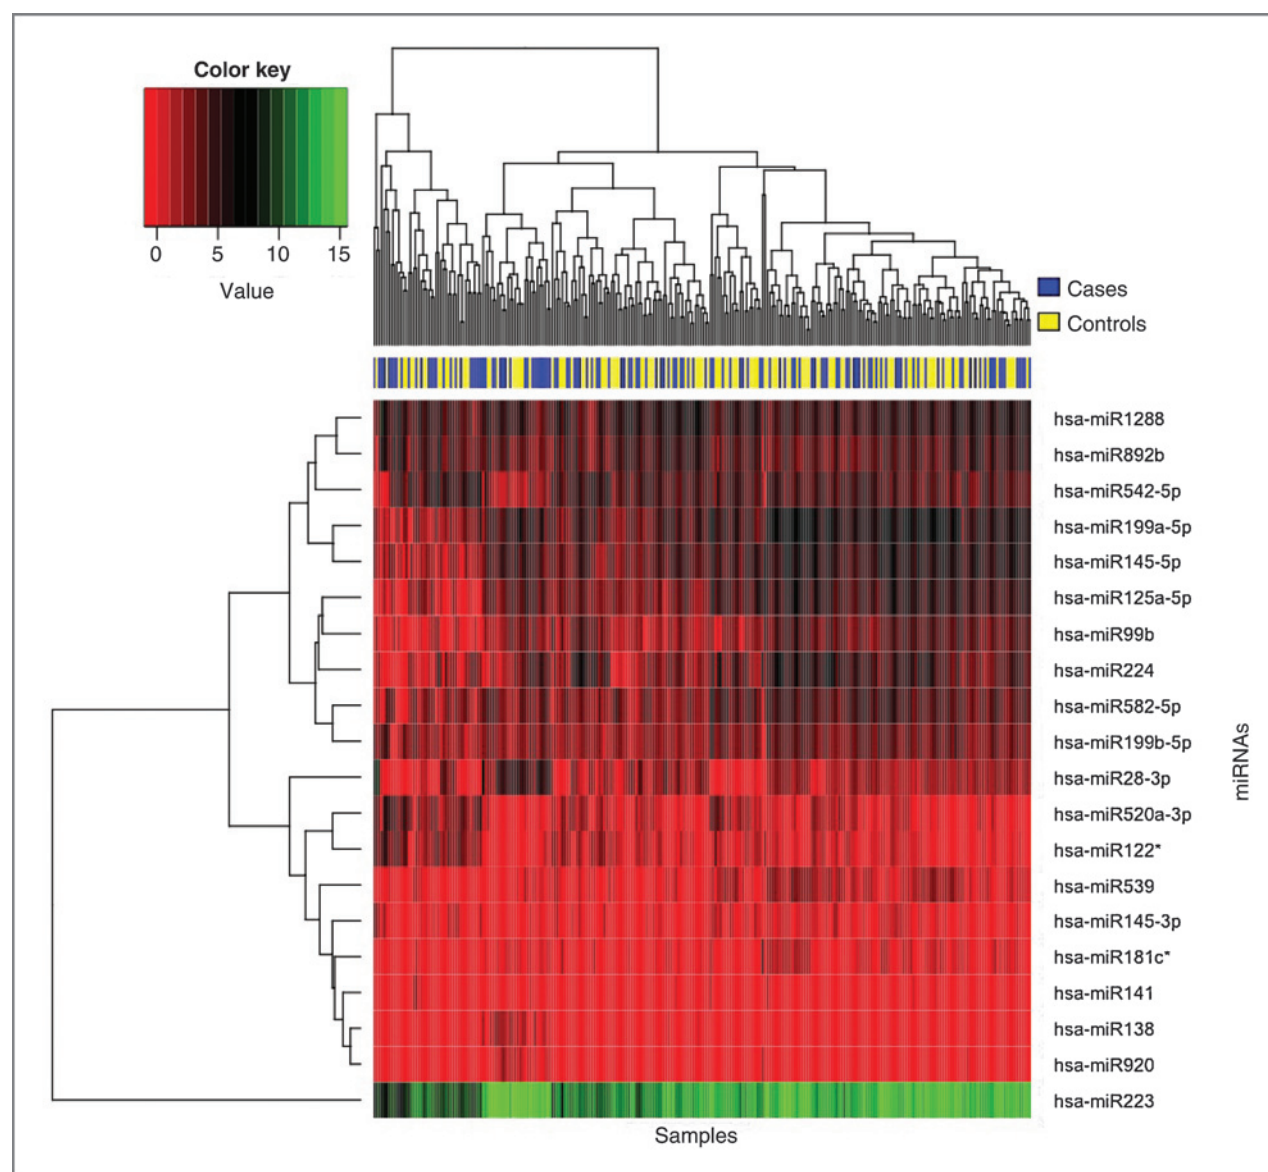 Color key
0 5 10 15
Value
Cases
Controls
hsa-miR1288
hsa-miR892b
hsa-miR542-5p
hsa-miR199a-5p
hsa-miR145-5p
hsa-miR125a-5p
hsa-miR99b
hsa-miR224
hsa-miR582-5p
hsa-miR199b-5p
hsa-miR28-3p
hsa-miR520a-3p
hsa-miR122*
hsa-miR539
hsa-miR145-3p
hsa-miR181c*
hsa-miR141
hsa-miR138
hsa-miR920
hsa-miR223
miRNAs
Samples